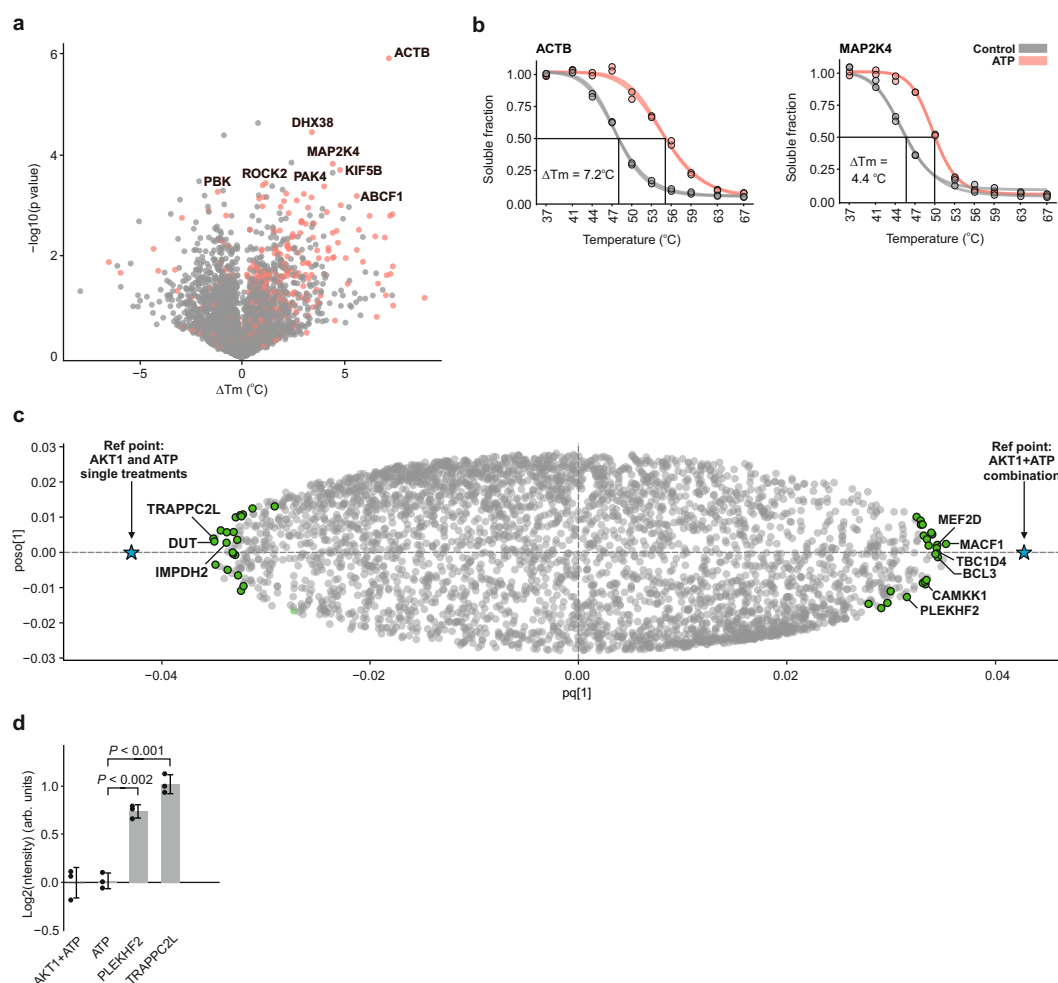 a
6
4
2
0
−log10(p value)
ACTB
DHX38
MAP2K4
KIF5B
ROCK2
PAK4
PBK
ABCF1
−5
0
5
ΔTm (°C)
b
ACTB
1.00
0.75
0.50
0.25
0.00
Soluble fraction
ΔTm = 7.2°C
37 41 44 47 50 53 56 59 63 67
Temperature (°C)
MAP2K4
Control
ATP
1.00
0.75
0.50
0.25
0.00
Soluble fraction
ΔTm =
4.4 °C
37 41 44 47 50 53 56 59 63 67
Temperature (°C)
c
0.03
0.02
0.010
0.00
−0.01
−0.02
−0.03
poso[1]
Ref point:
AKT1 and ATP
single treatments
TRAPPC2L
DUT
IMPDH2
Ref point:
AKT1+ATP
combination
MEF2D
MACF1
TBC1D4
BCL3
CAMKK1
PLEKHF2
−0.04 −0.02 0.00 0.02 0.04
pq[1]
d
P < 0.001
P < 0.002
1.0
0.5
0.0
−0.5
Log2(ntensity) (arb. units)
AKT1+ATP
ATP
PLEKHF2
TRAPPC2L